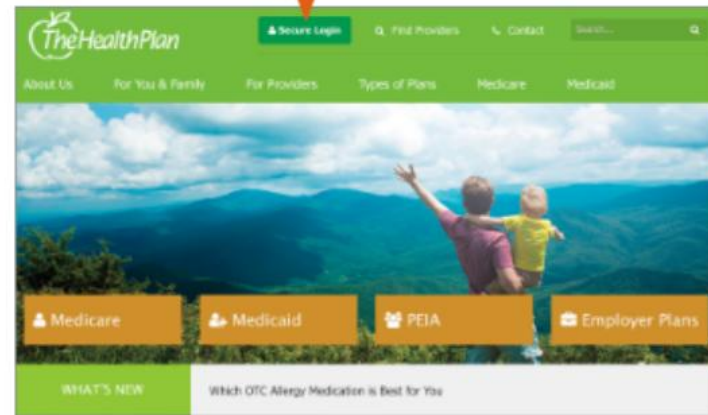 TheHealthPlan
Secure Login
Find Providers
Contact
Search...
About Us
For You & Family
For Providers
Types of Plans
Medicare
Medicaid
Medicare
Medicaid
PEIA
Employer Plans
WHAT'S NEW
Which OTC Allergy Medication is Best for You